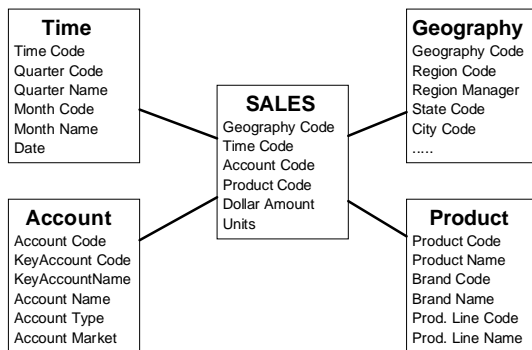 Time
Time Code
Quarter Code
Quarter Name
Month Code
Month Name
Date
Geography
Geography Code
Region Code
Region Manager
State Code
City Code
.....
SALES
Geography Code
Time Code
Account Code
Product Code
Dollar Amount
Units
Account
Account Code
KeyAccount Code
KeyAccountName
Account Name
Account Type
Account Market
Product
Product Code
Product Name
Brand Code
Brand Name
Prod. Line Code
Prod. Line Name